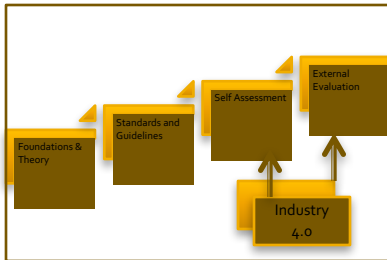 Foundations &
Theory
Standards and
Guidelines
Self Assessment
External
Evaluation
Industry
4.0